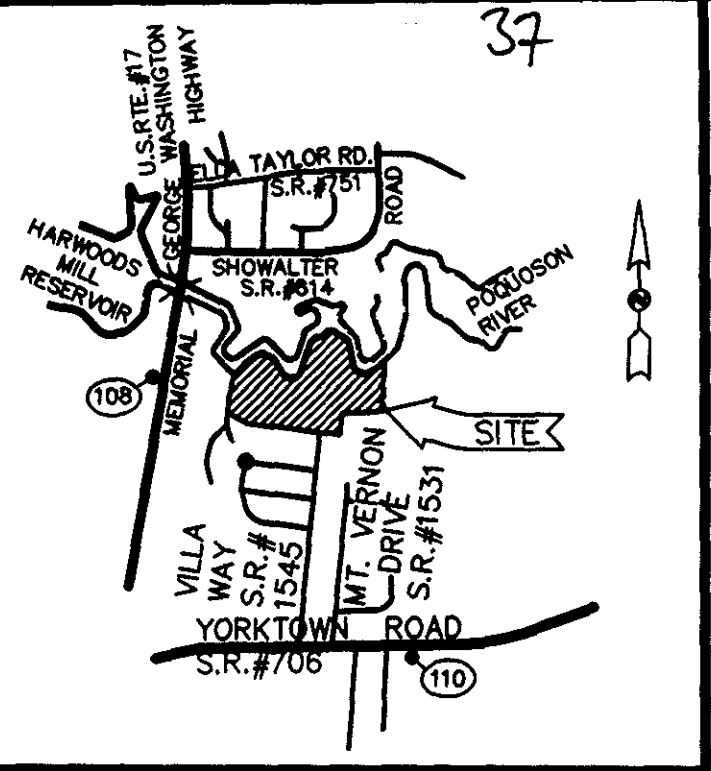 37
U.S.RTE.#17
GEORGE WASHINGTON
MEMORIAL HIGHWAY
ELLA TAYLOR RD.
S.R.#751
ROAD
SHOWALTER
S.R.#614
HARWOODS
MILL
RESERVOIR
POQUOSON
RIVER
N
108
SITE
VILLA
WAY
S.R.#
1545
MT. VERNON
DRIVE
S.R.#1531
YORKTOWN ROAD
S.R.#706
110